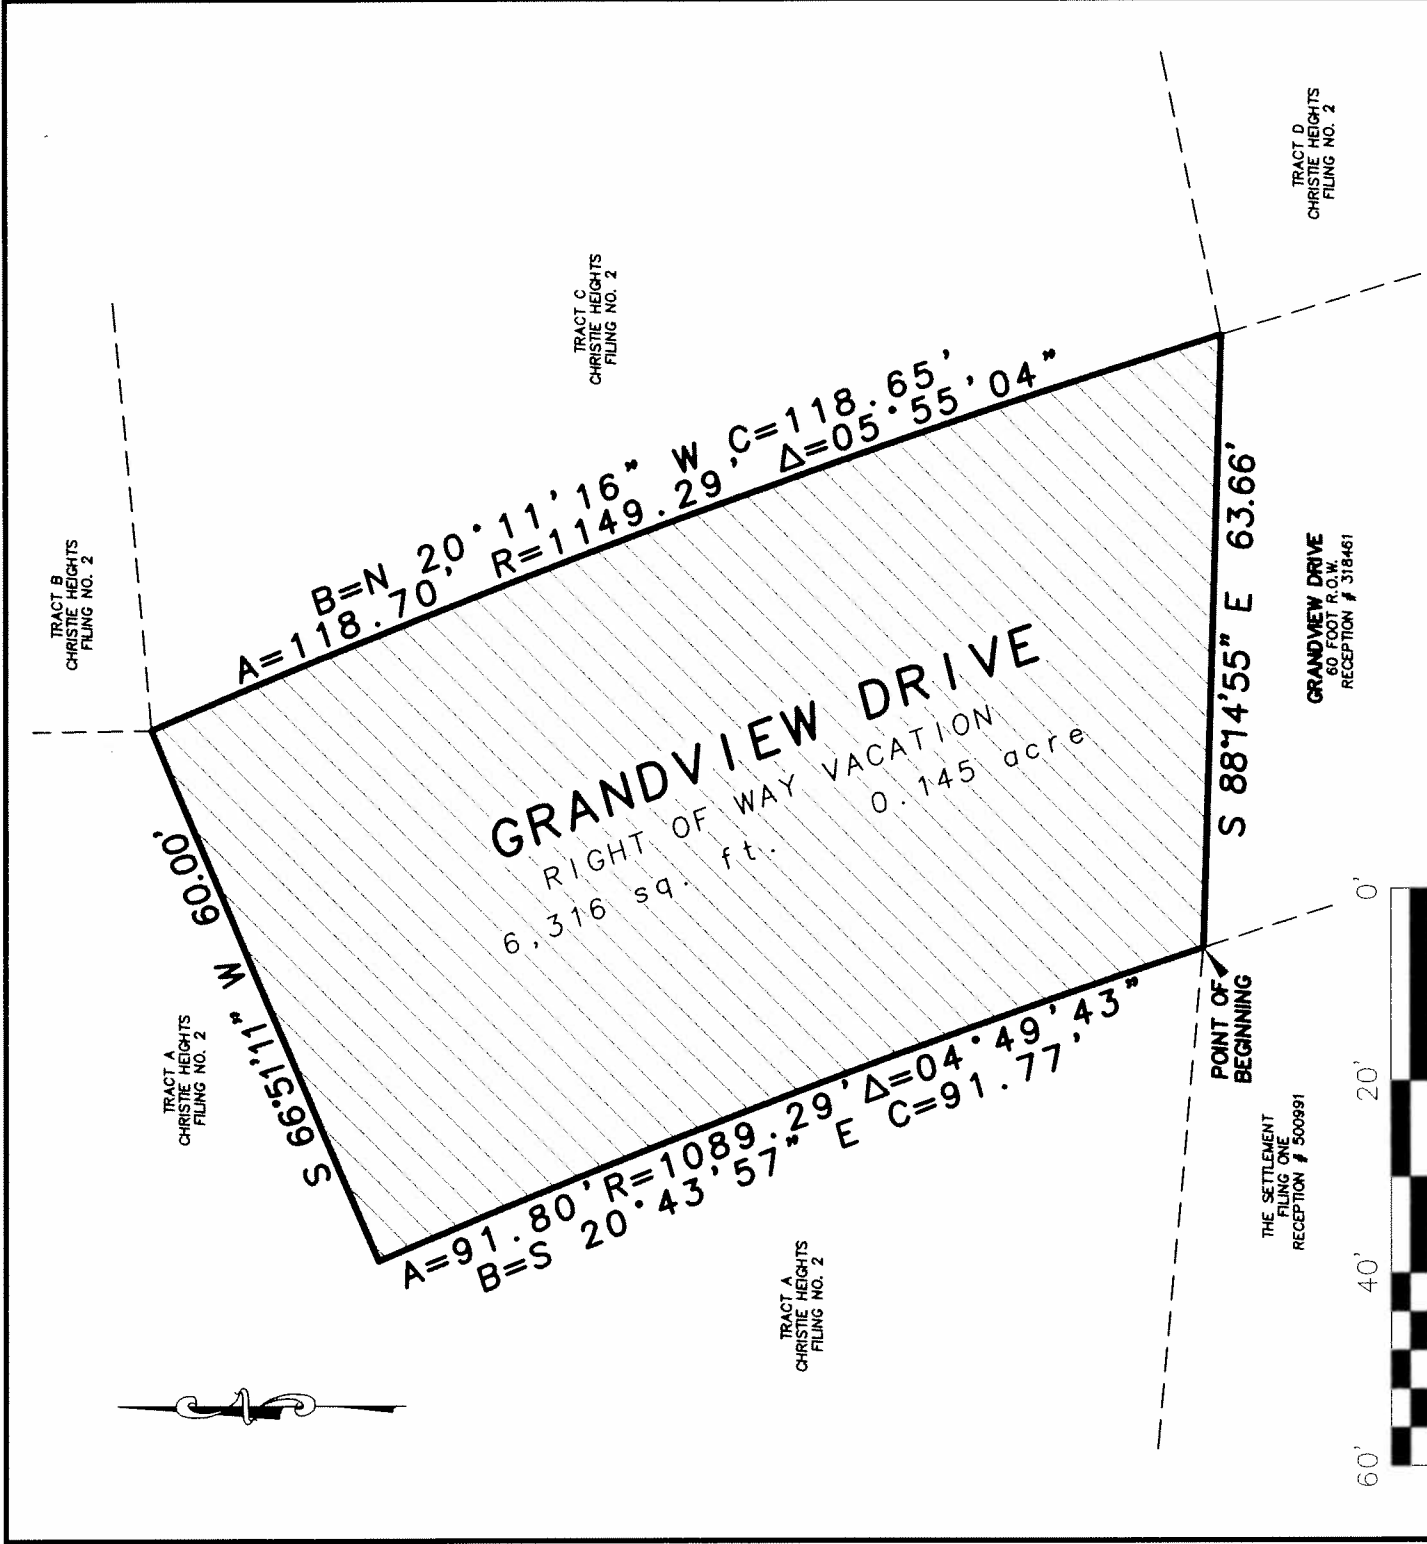 TRACT B
CHRISTIE HEIGHTS
FILING NO. 2
TRACT C
CHRISTIE HEIGHTS
FILING NO. 2
TRACT D
CHRISTIE HEIGHTS
FILING NO. 2
B=N 20°11'16" W C=118.65'
A=118.70' R=1149.29' Δ=05°55'04"
S 66°51'11" W 60.00'
TRACT A
CHRISTIE HEIGHTS
FILING NO. 2
GRANDVIEW DRIVE
RIGHT OF WAY VACATION
6,316 sq. ft. 0.145 acre
S 88°14'55" E 63.66'
GRANDVIEW DRIVE
60 FOOT R.O.W.
RECEPTION # 318461
A=91.80' R=1089.29' Δ=04°49'43"
B=S 20°43'57" E C=91.77'
POINT OF
BEGINNING
TRACT A
CHRISTIE HEIGHTS
FILING NO. 2
THE SETTLEMENT
FILING ONE
RECEPTION # 500991
N
60' 40' 20' 0'